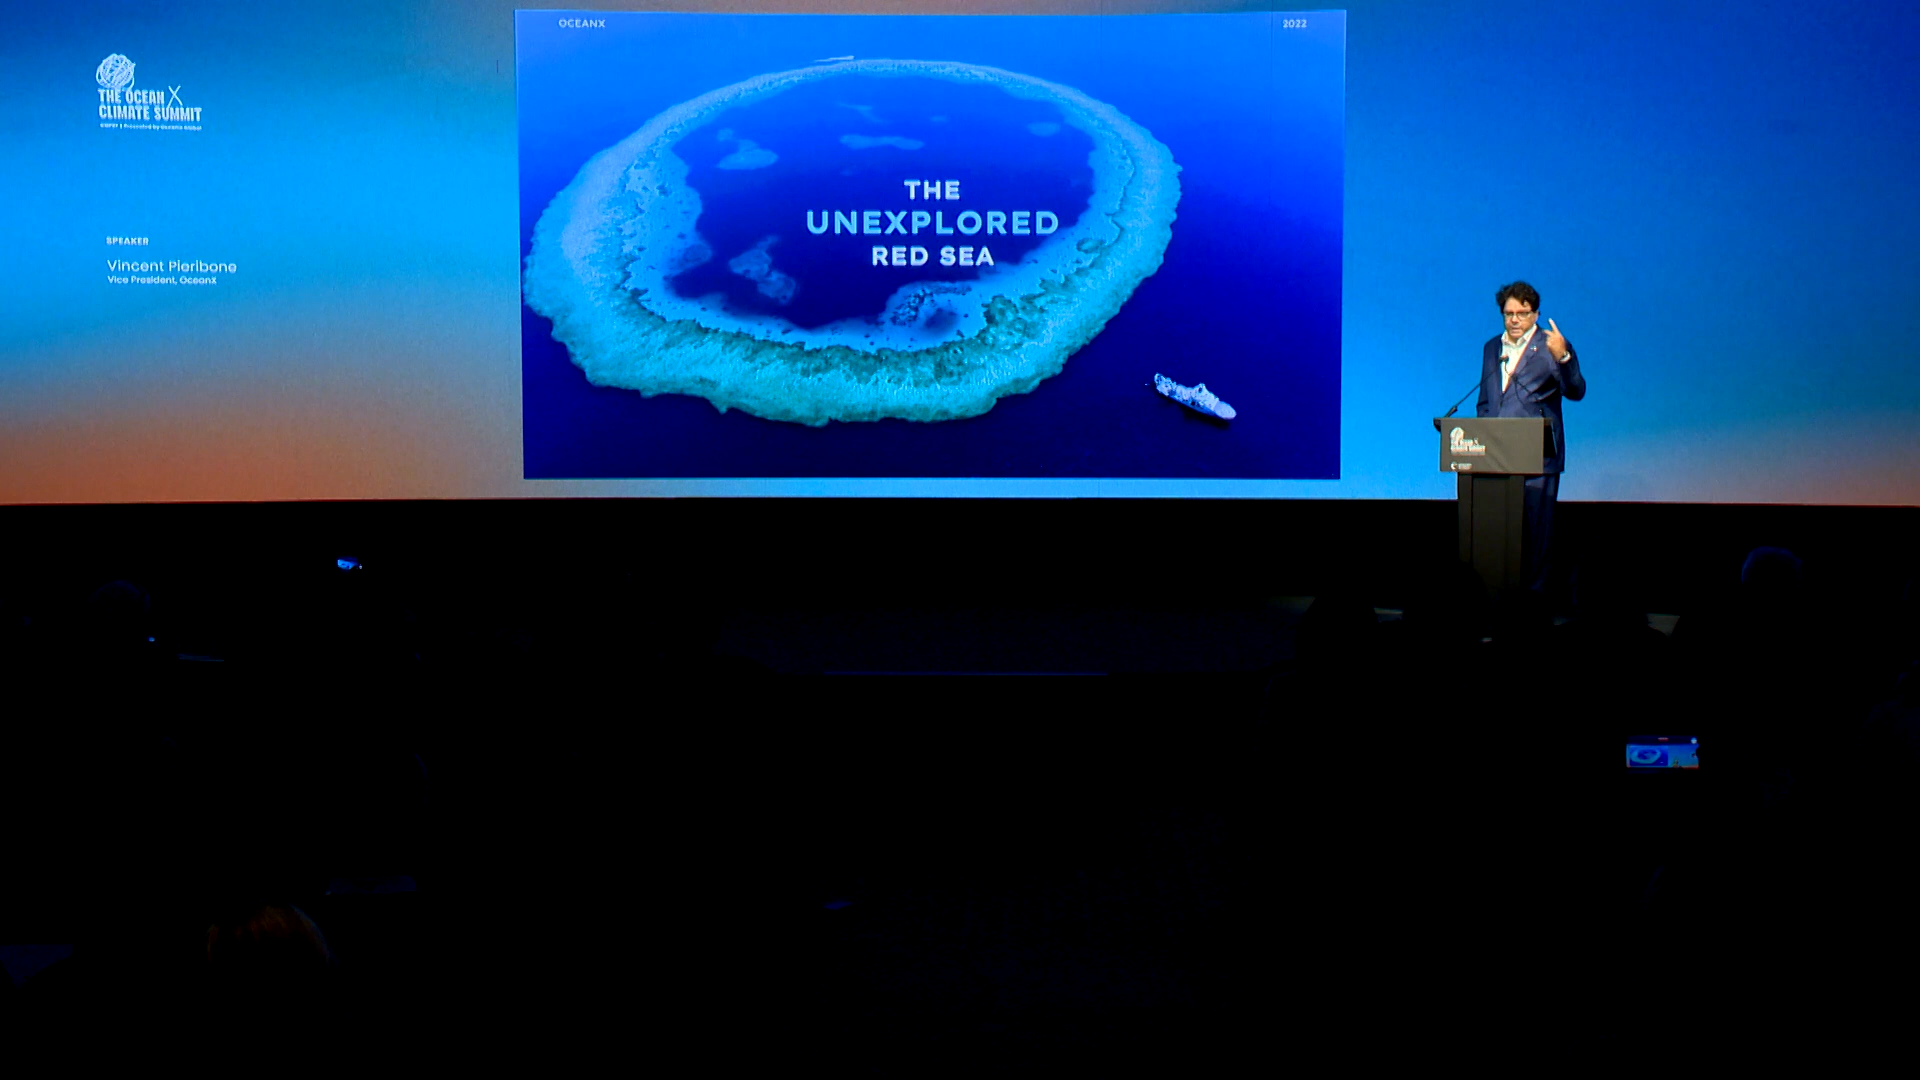 THE OCEAN X
CLIMATE SUMMIT
SPEAKER
Vincent Pieribone
Vice President, OceanX
OCEANX
2022
THE
UNEXPLORED
RED SEA